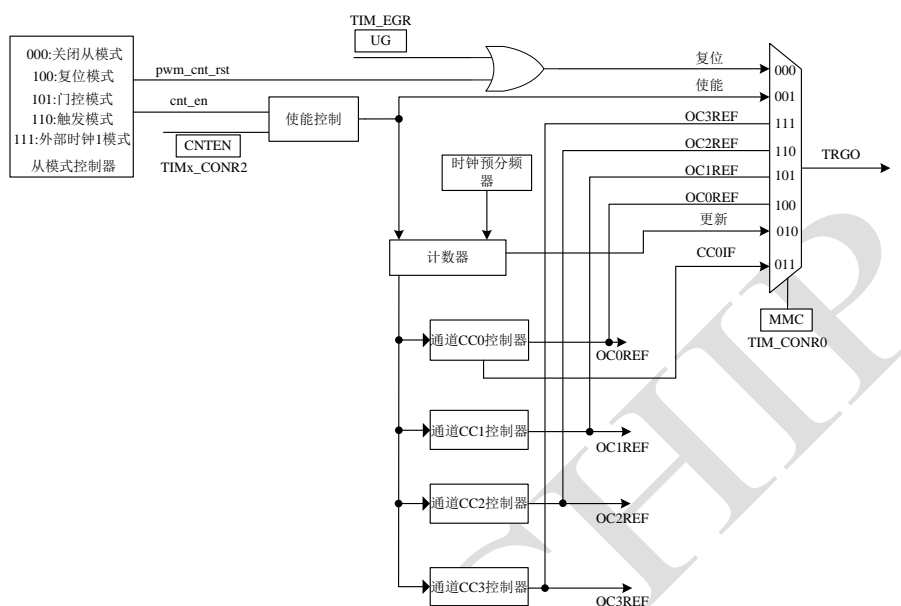 TIM_EGR
UG
000:关闭从模式
100:复位模式
101:门控模式
110:触发模式
111:外部时钟1模式
从模式控制器
pwm_cnt_rst
cnt_en
CNTEN
TIMx_CONR2
使能控制
时钟预分频
器
计数器
通道CC0控制器
OC0REF
通道CC1控制器
OC1REF
通道CC2控制器
OC2REF
通道CC3控制器
OC3REF
复位
000
使能
001
OC3REF
111
OC2REF
110
OC1REF
101
OC0REF
100
更新
010
CC0IF
011
TRGO
MMC
TIM_CONR0
CHIP